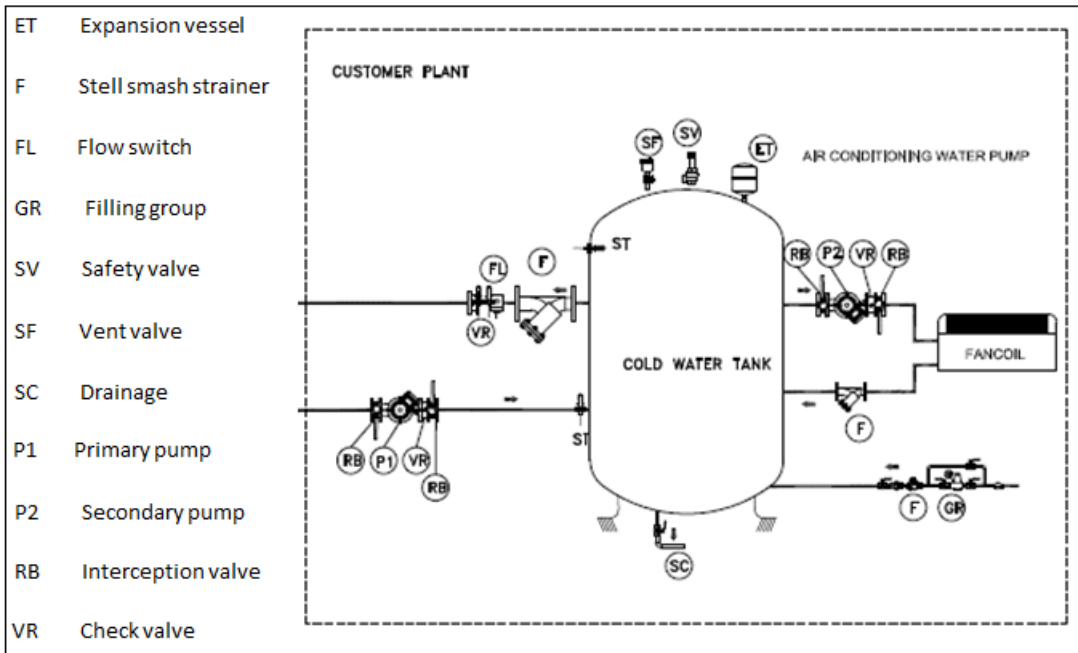 ET Expansion vessel
F Stell smash strainer
FL Flow switch
GR Filling group
SV Safety valve
SF Vent valve
SC Drainage
P1 Primary pump
P2 Secondary pump
RB Interception valve
VR Check valve
CUSTOMER PLANT
SF
SV
ET
AIR CONDITIONING WATER PUMP
ST
FL
F
VR
RB
P2
VR
RB
FANCOIL
COLD WATER TANK
F
ST
RB
P1
VR
RB
F
GR
SC